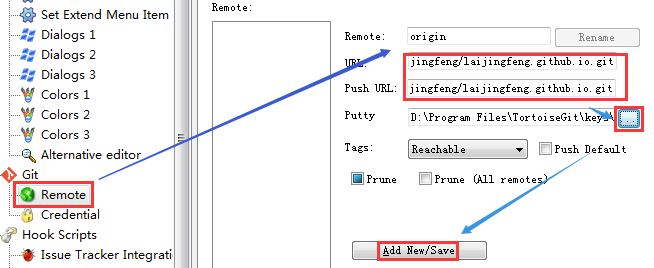 Set Extend Menu Item
Dialogs 1
Dialogs 2
Dialogs 3
Colors 1
Colors 2
Colors 3
Alternative editor
Git
Remote
Credential
Hook Scripts
Issue Tracker Integratio
Remote:
Remote:
origin
Rename
URL:
jingfeng/laijingfeng.github.io.git
Push URL:
jingfeng/laijingfeng.github.io.git
Putty
D:\Program Files\TortoiseGit\keys\
...
Tags:
Reachable
Push Default
Prune
Prune (All remotes)
Add New/Save